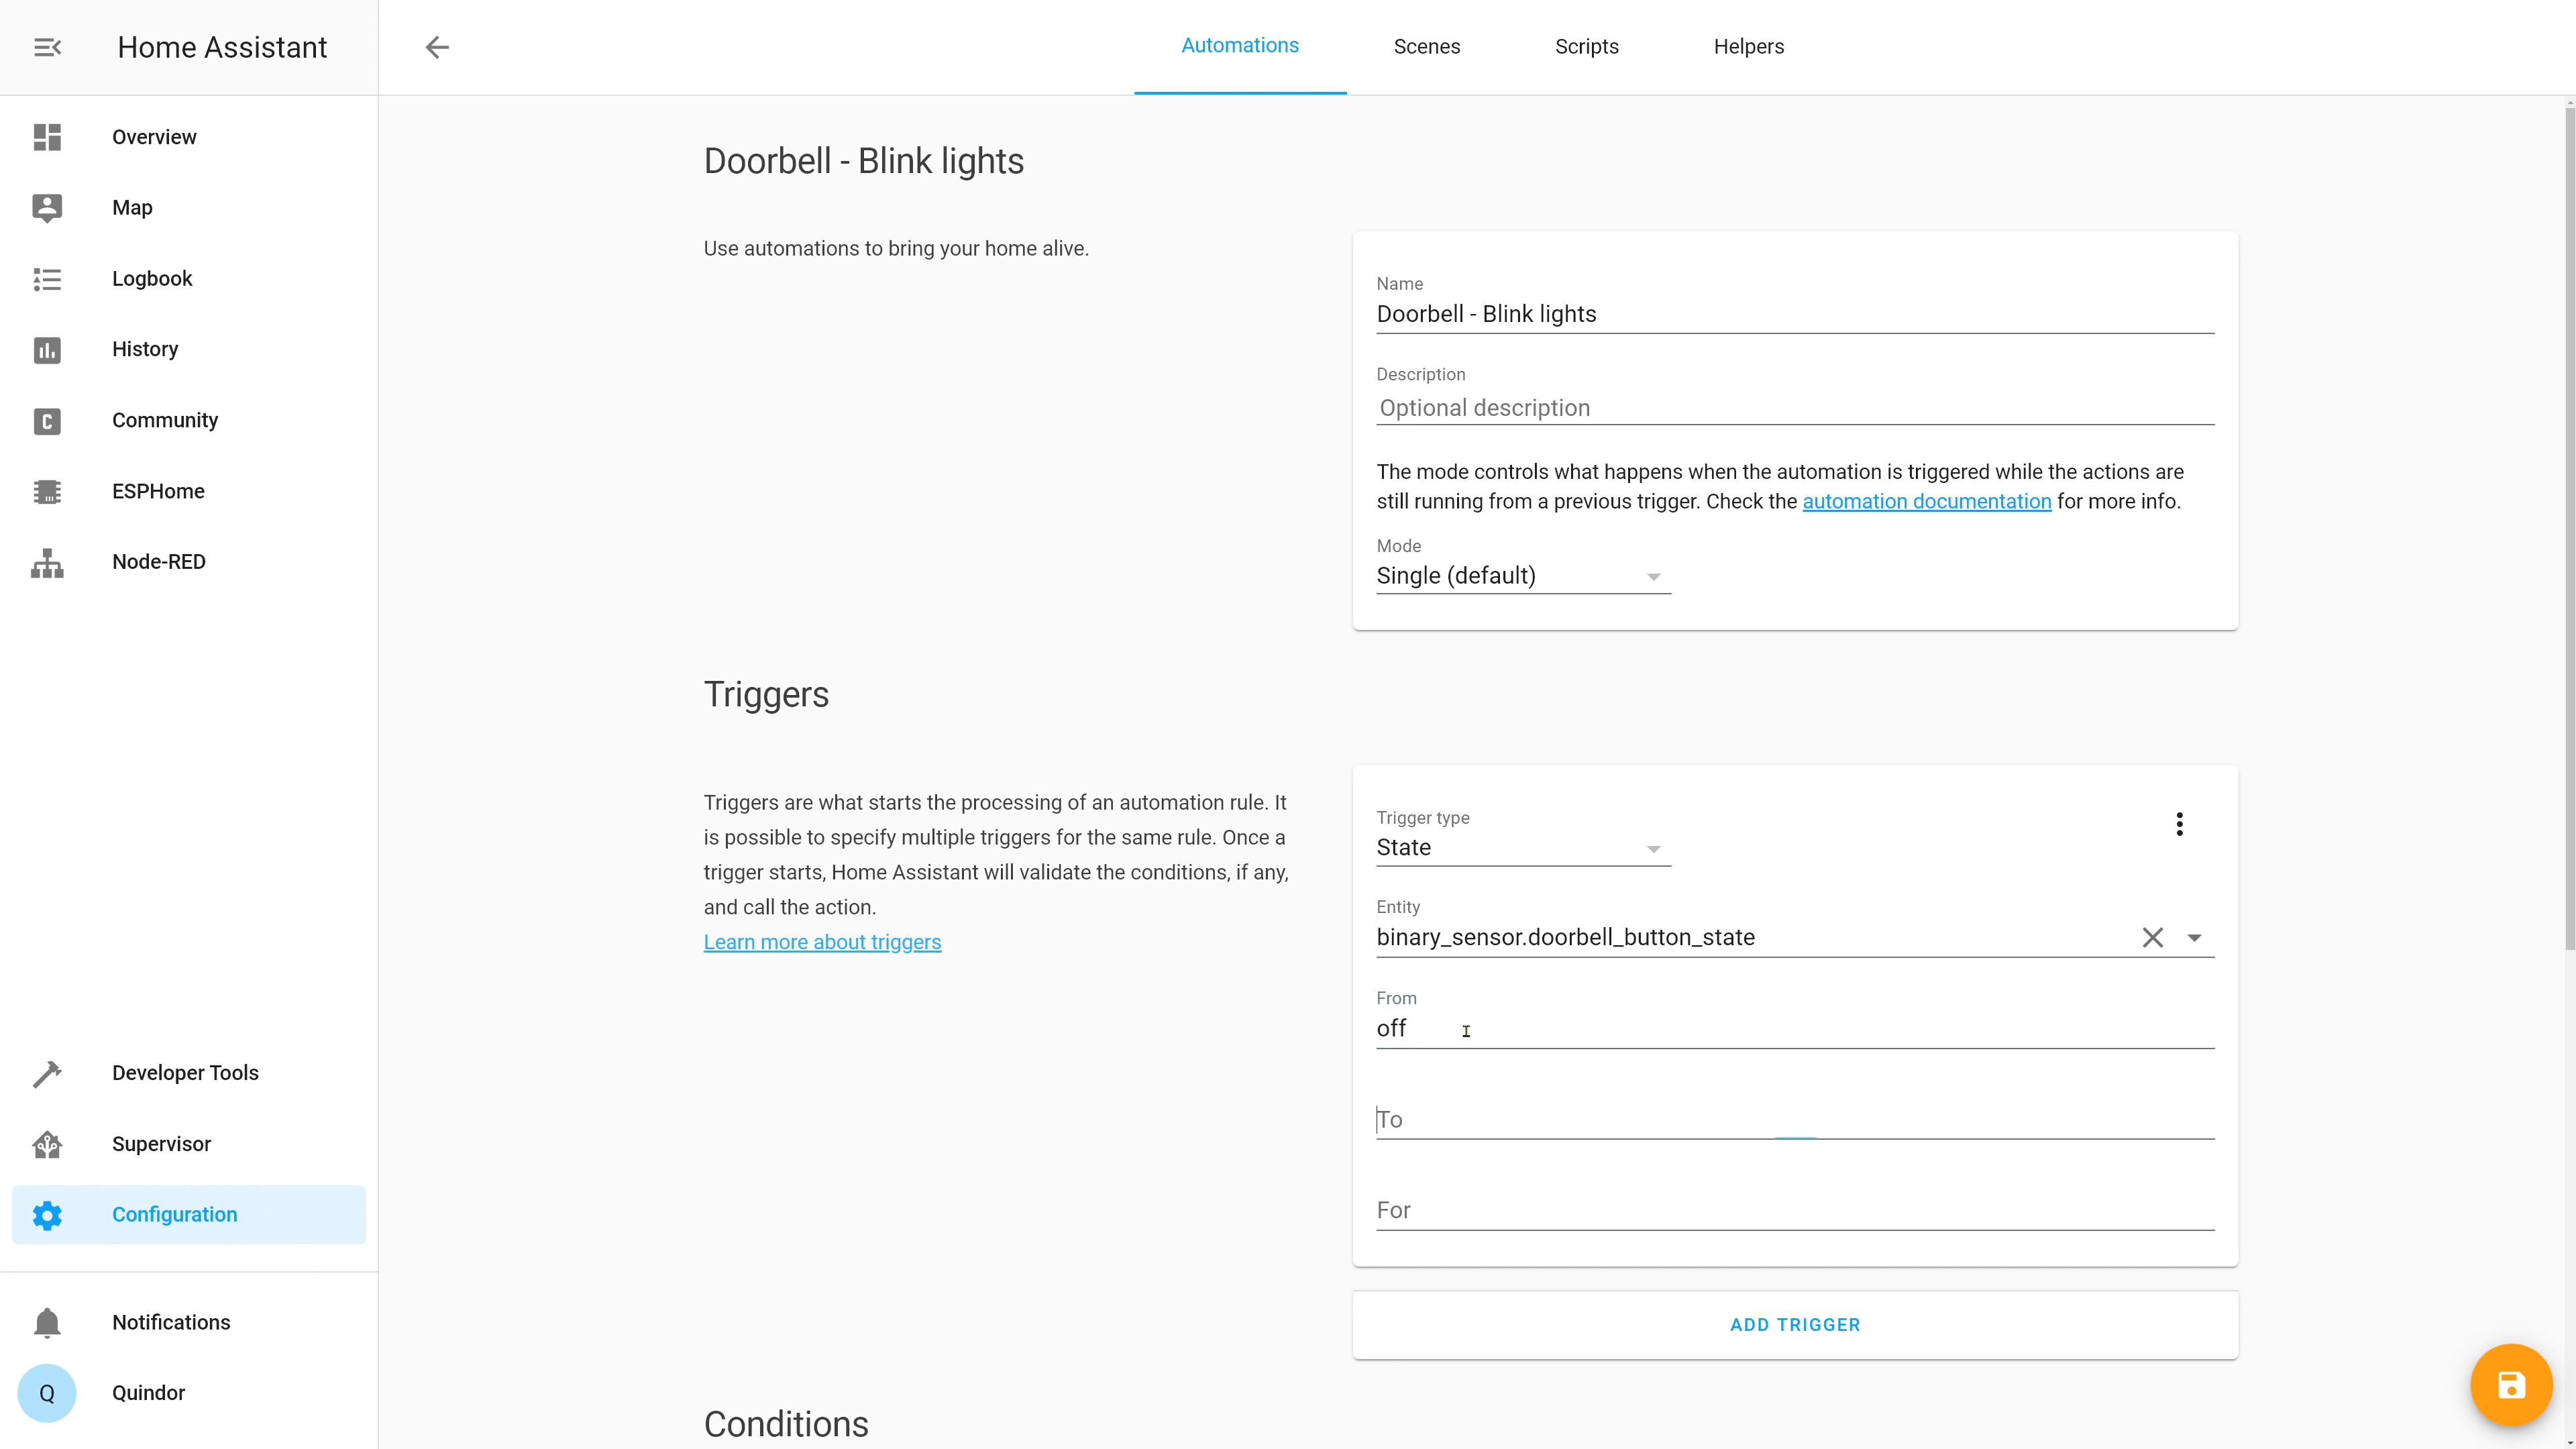 Home Assistant
Automations
Scenes
Scripts
Helpers
Overview
Map
Logbook
History
Community
ESPHome
Node-RED
Developer Tools
Supervisor
Configuration
Notifications
Q
Quindor
Doorbell - Blink lights
Use automations to bring your home alive.
Name
Doorbell - Blink lights
Description
Optional description
The mode controls what happens when the automation is triggered while the actions are
still running from a previous trigger. Check the automation documentation for more info.
Mode
Single (default)
Triggers
Triggers are what starts the processing of an automation rule. It
is possible to specify multiple triggers for the same rule. Once a
trigger starts, Home Assistant will validate the conditions, if any,
and call the action.
Learn more about triggers
Trigger type
State
Entity
binary_sensor.doorbell_button_state
From
off
To
For
ADD TRIGGER
Conditions